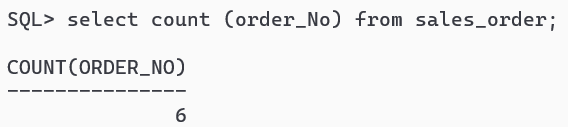 SQL> select count (order_No) from sales_order;
COUNT(ORDER_NO)
---------------
6